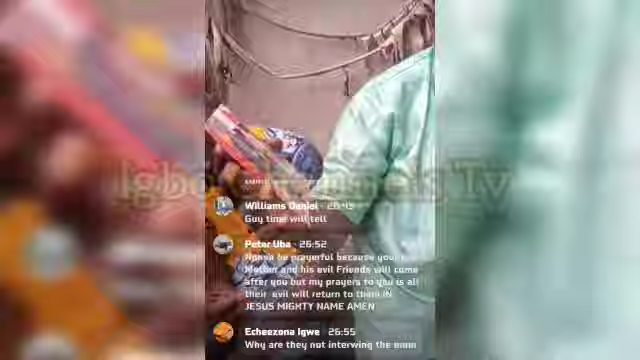 Igbo Tv
Williams Daniel · 26:45
Guy time will tell
Peter Uba · 26:52
be prayerful because your
Mother and his evil Friends will come
after you but my prayers to you is all
their evil will return to them IN
JESUS MIGHTY NAME AMEN
Echeezona Igwe · 26:55
Why are they not interwing the